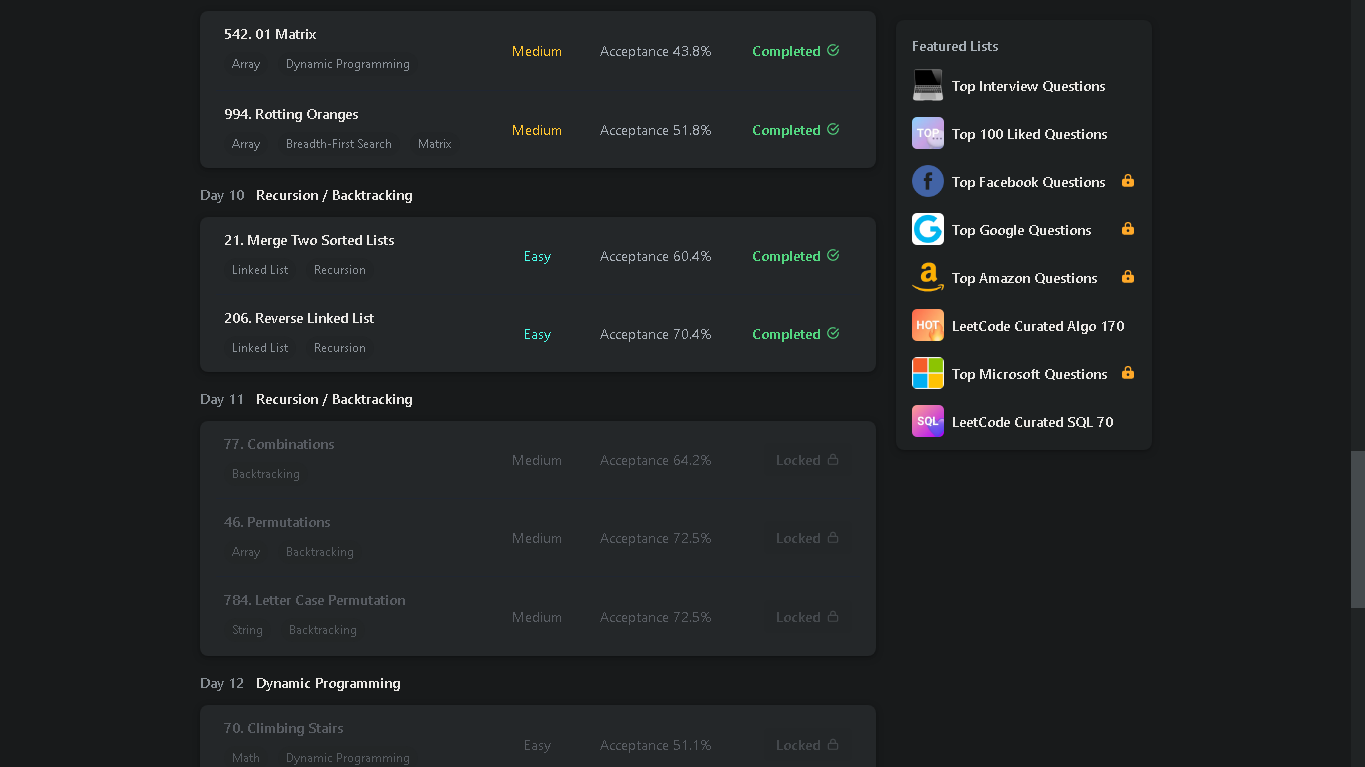 542. 01 Matrix
Medium Acceptance 43.8% Completed
Array Dynamic Programming
994. Rotting Oranges
Medium Acceptance 51.8% Completed
Array Breadth-First Search Matrix
Day 10 Recursion / Backtracking
21. Merge Two Sorted Lists
Easy Acceptance 60.4% Completed
Linked List Recursion
206. Reverse Linked List
Easy Acceptance 70.4% Completed
Linked List Recursion
Day 11 Recursion / Backtracking
77. Combinations
Medium Acceptance 64.2% Locked
Backtracking
46. Permutations
Medium Acceptance 72.5% Locked
Array Backtracking
784. Letter Case Permutation
Medium Acceptance 72.5% Locked
String Backtracking
Day 12 Dynamic Programming
70. Climbing Stairs
Easy Acceptance 51.1% Locked
Math Dynamic Programming
Featured Lists
Top Interview Questions
TOP Top 100 Liked Questions
f Top Facebook Questions
G Top Google Questions
a Top Amazon Questions
HOT LeetCode Curated Algo 170
Top Microsoft Questions
SQL LeetCode Curated SQL 70